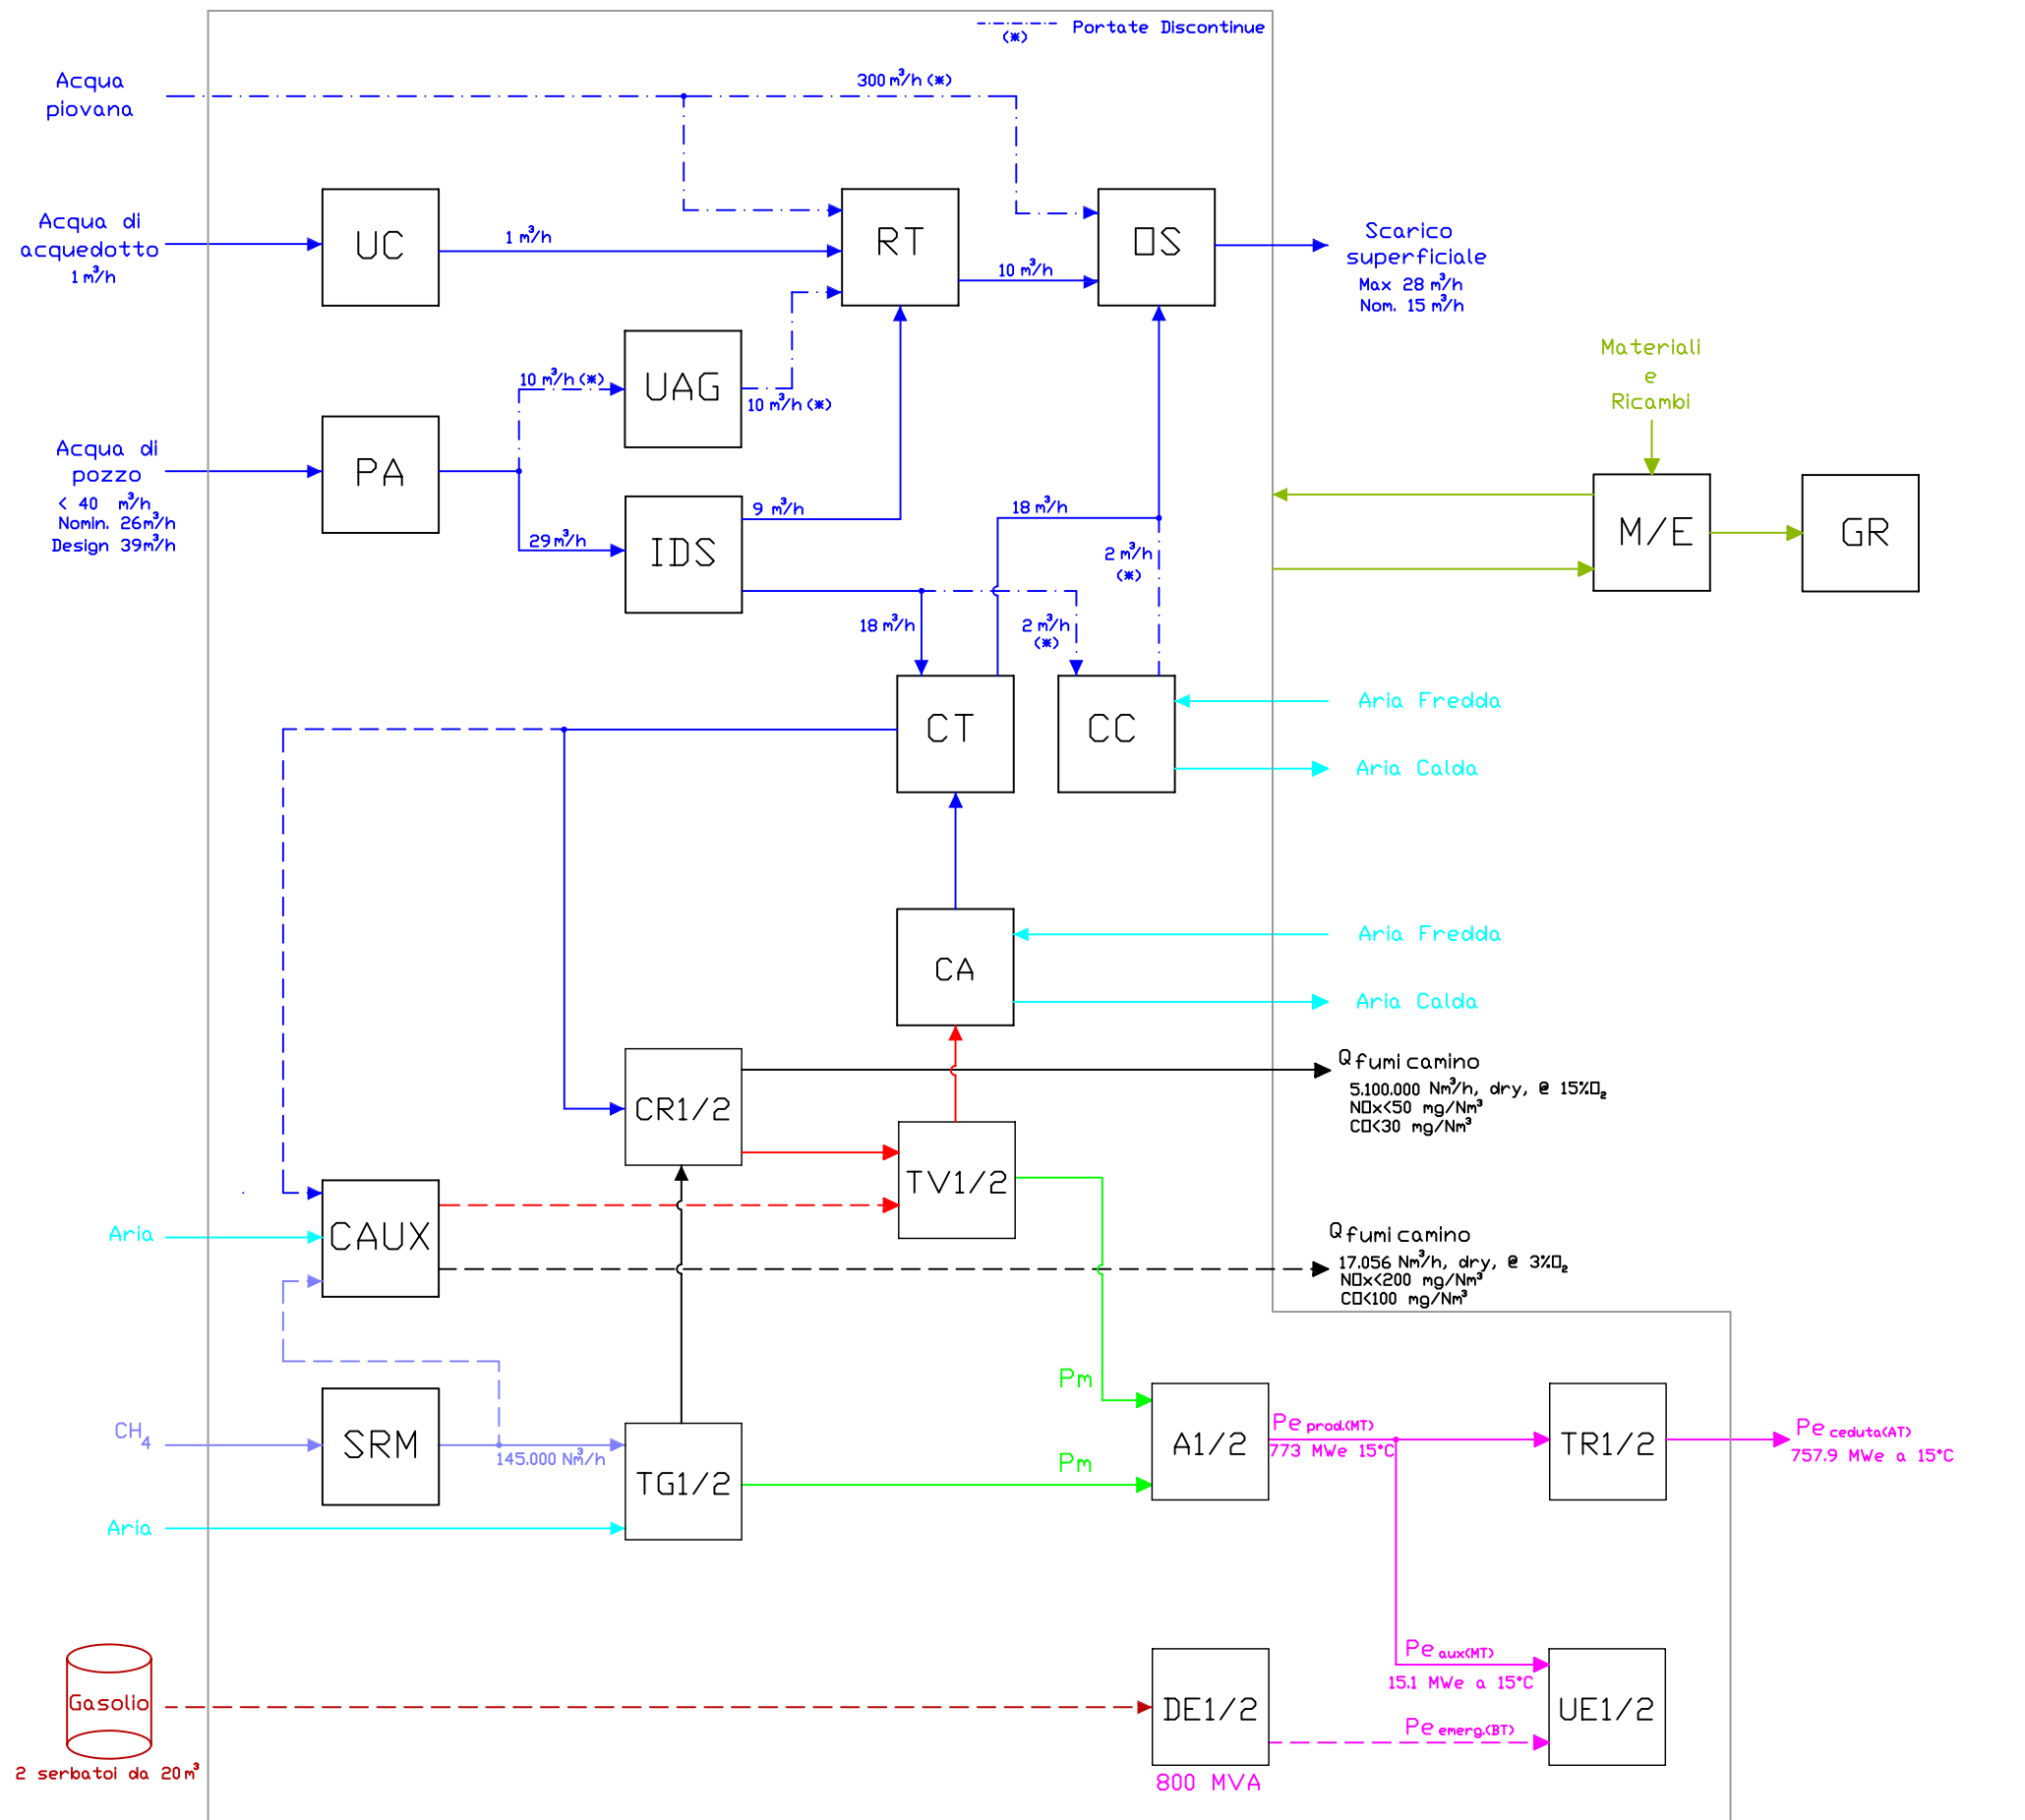 (*) Portate Discontinue
Acqua
piovana
300 m³/h (*)
Acqua di
acquedotto
1 m³/h
UC
1 m³/h
RT
10 m³/h
OS
Scarico
superficiale
Max 28 m³/h
Nom. 15 m³/h
Materiali
e
Ricambi
10 m³/h (*)
UAG
10 m³/h (*)
Acqua di
pozzo
< 40 m³/h
Nomin. 26m³/h
Design 39m³/h
PA
29 m³/h
IDS
9 m³/h
18 m³/h
2 m³/h
(*)
M/E
GR
18 m³/h
2 m³/h
(*)
CT
CC
Aria Fredda
Aria Calda
CA
Aria Fredda
Aria Calda
CR1/2
Q fumi camino
5.100.000 Nm³/h, dry, @ 15%O₂
NOx<50 mg/Nm³
CO<30 mg/Nm³
TV1/2
Aria
CAUX
Q fumi camino
17.056 Nm³/h, dry, @ 3%O₂
NOx<200 mg/Nm³
CO<100 mg/Nm³
Pm
CH₄
SRM
145.000 Nm³/h
TG1/2
Pm
A1/2
Pe prod.(MT)
773 MWe 15°C
TR1/2
Pe ceduta(AT)
757.9 MWe a 15°C
Aria
Gasolio
2 serbatoi da 20m³
DE1/2
800 MVA
Pe aux(MT)
15.1 MWe a 15°C
Pe emerg.(BT)
UE1/2